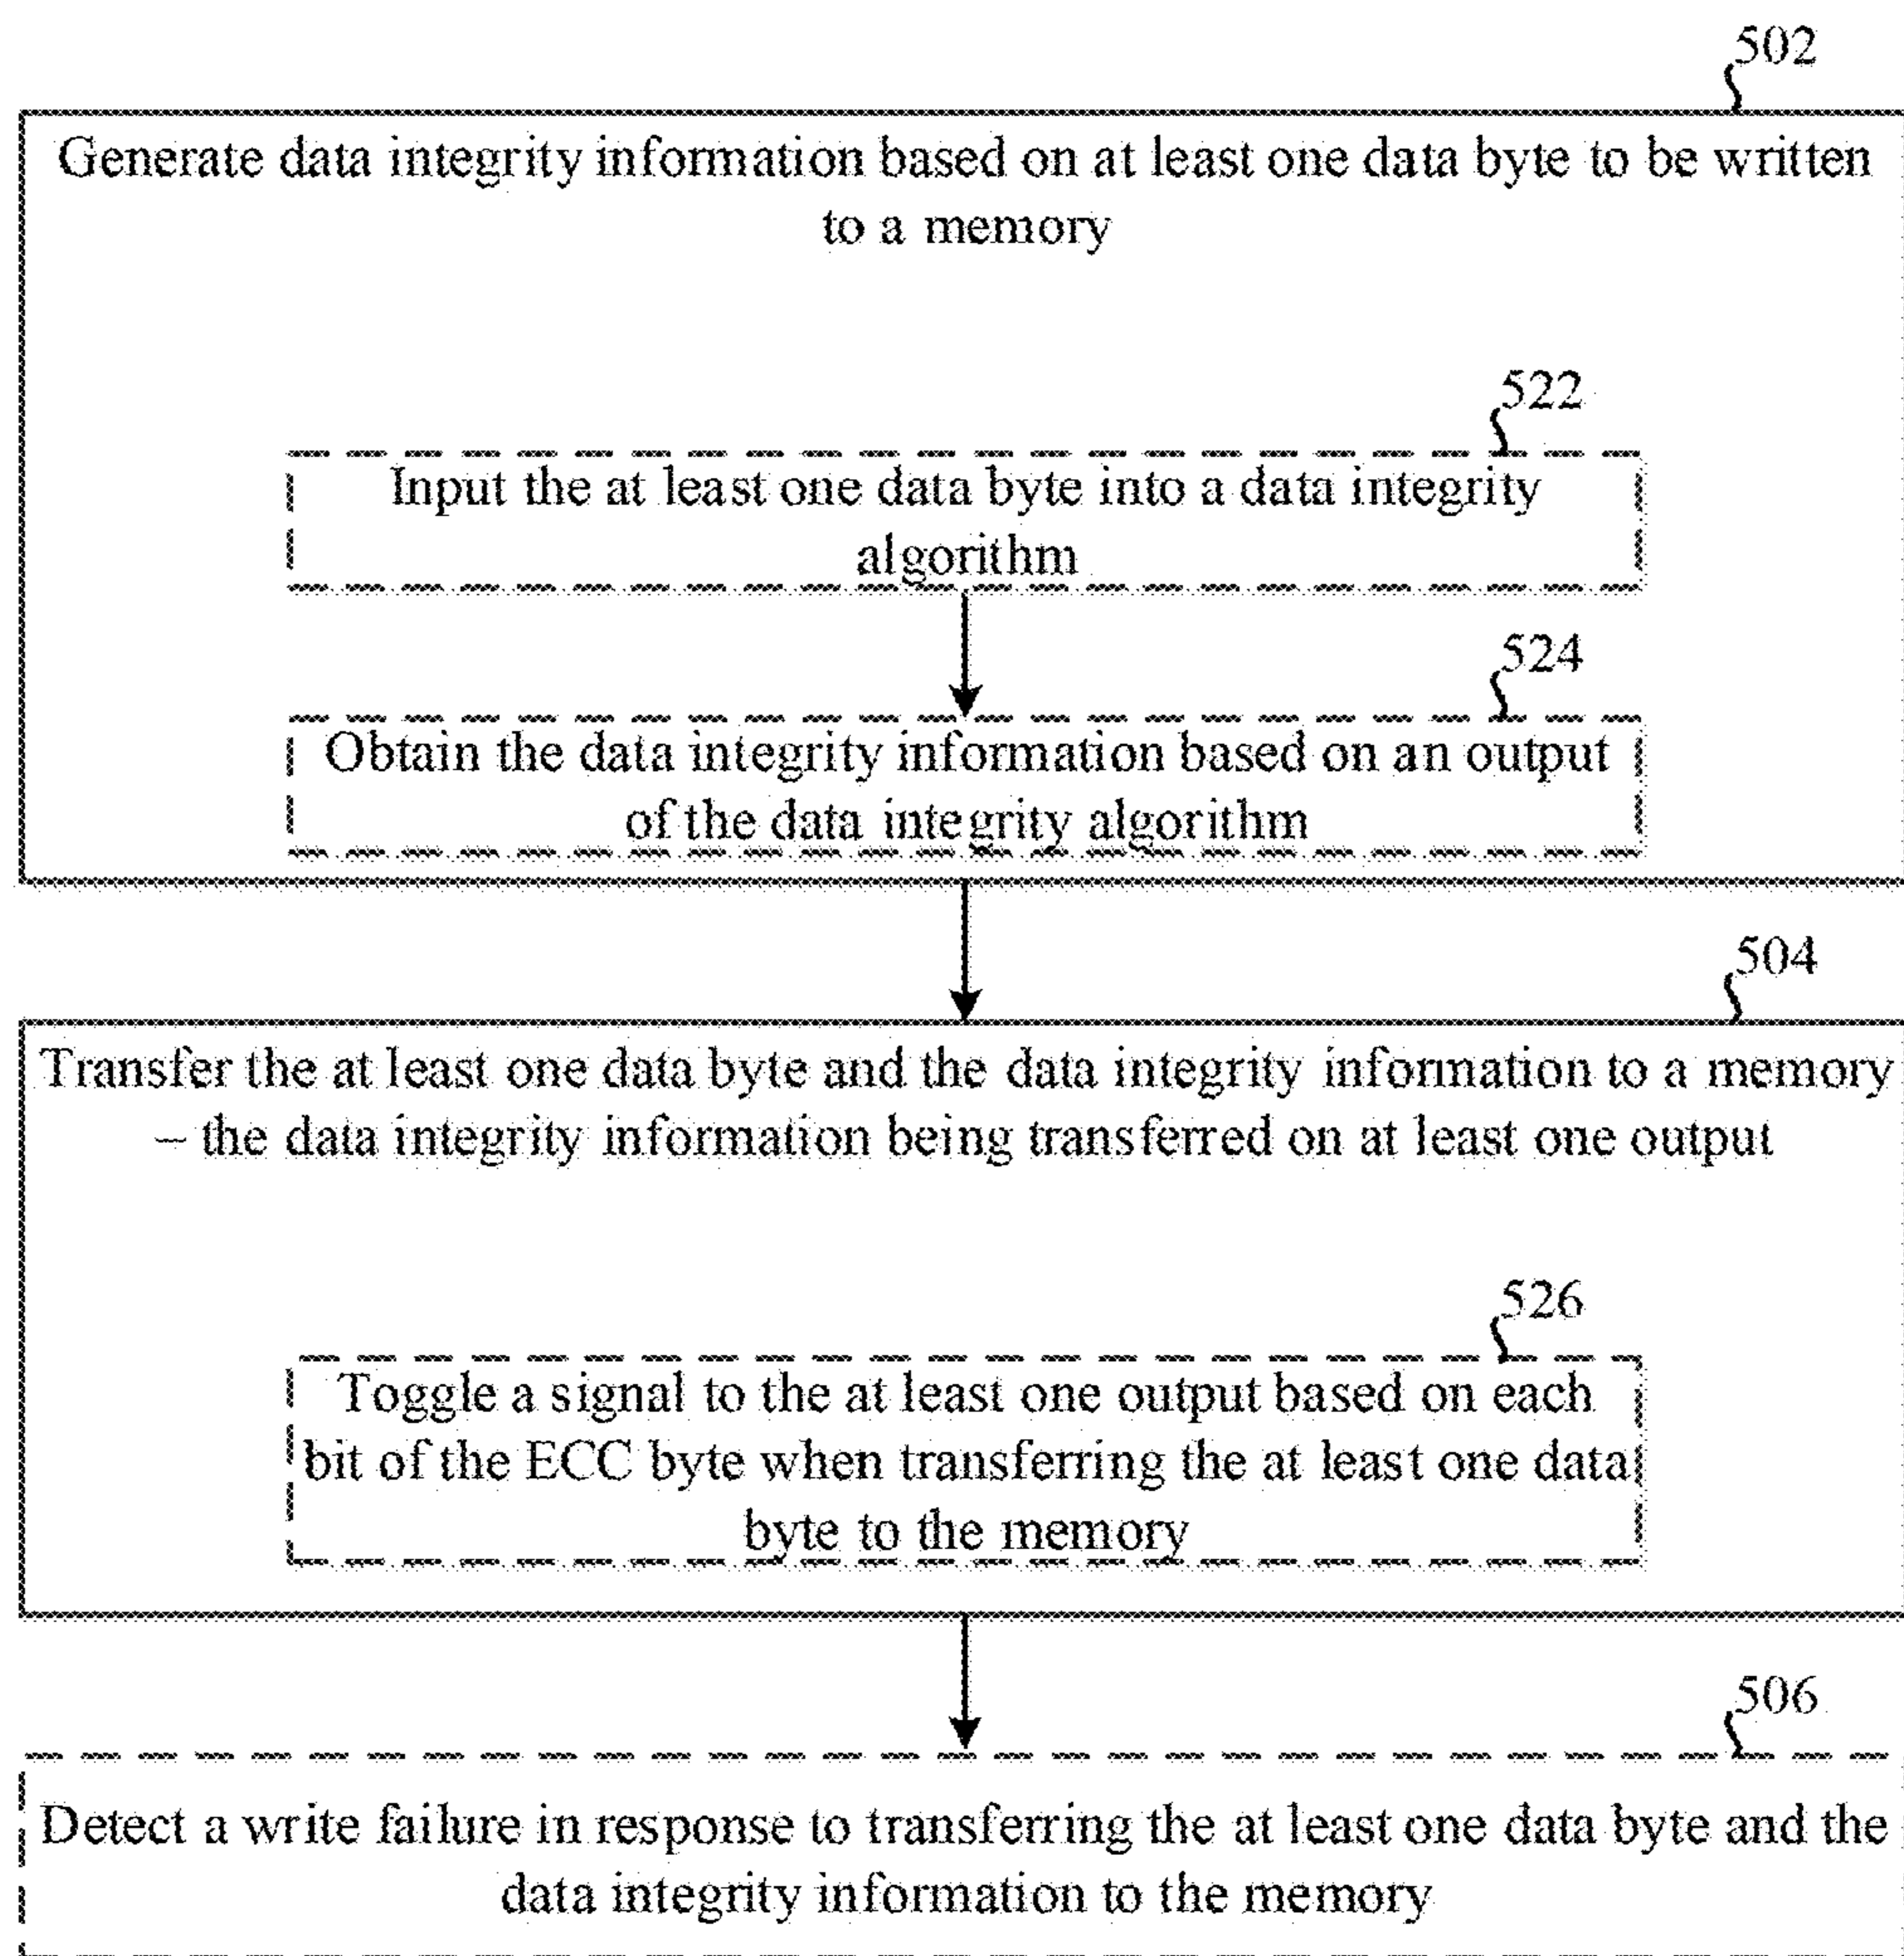 502
Generate data integrity information based on at least one data byte to be written
to a memory
522
Input the at least one data byte into a data integrity
algorithm
524
Obtain the data integrity information based on an output
of the data integrity algorithm
504
Transfer the at least one data byte and the data integrity information to a memory
– the data integrity information being transferred on at least one output
526
Toggle a signal to the at least one output based on each
bit of the ECC byte when transferring the at least one data
byte to the memory
506
Detect a write failure in response to transferring the at least one data byte and the
data integrity information to the memory